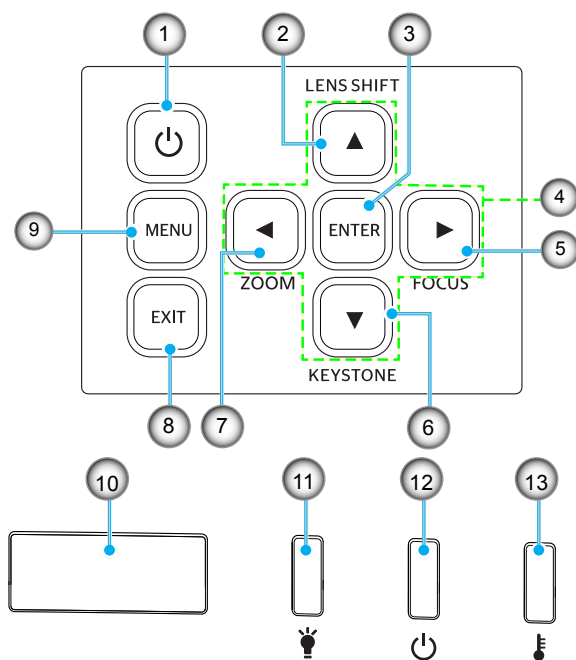 1 2 3
LENS SHIFT
4
9 MENU ENTER 5
ZOOM FOCUS
EXIT
KEYSTONE
8 7 6
10 11 12 13